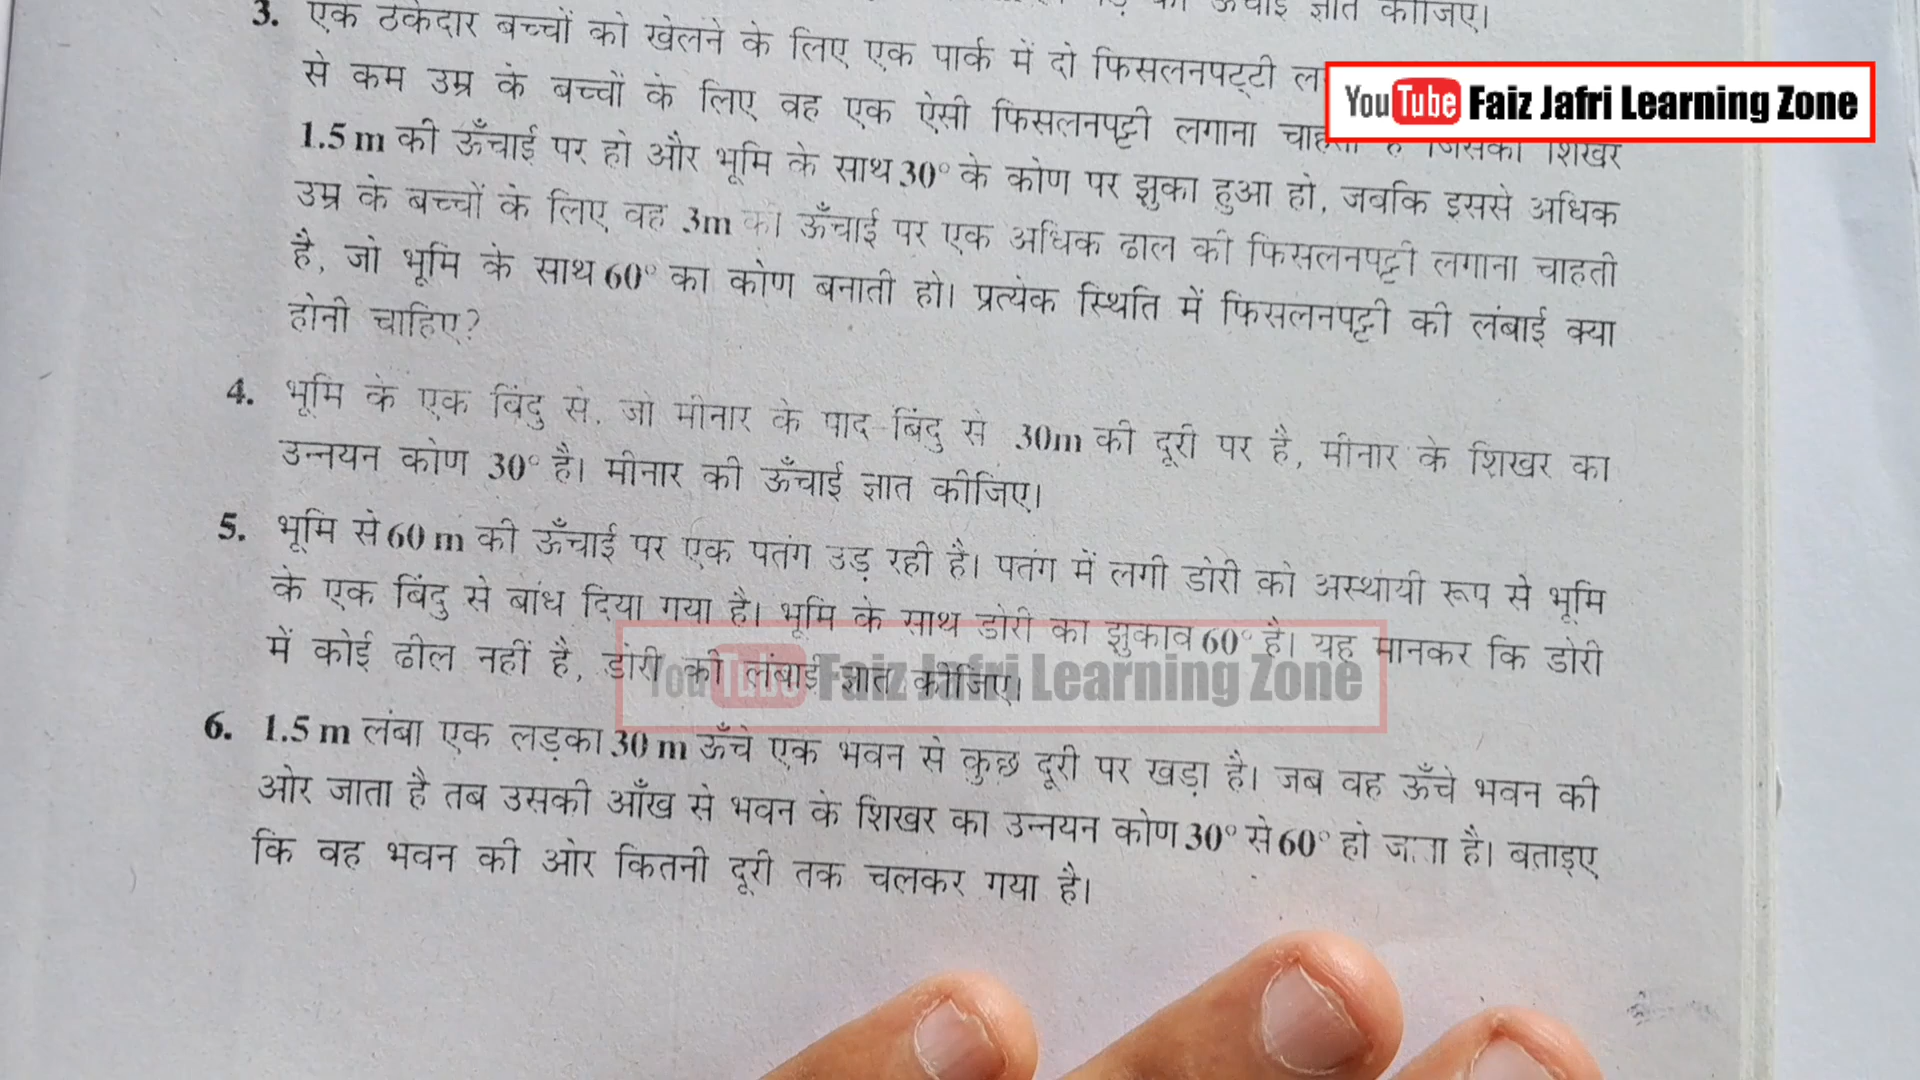 ऊँचाई ज्ञात कीजिए।
3. एक ठेकेदार बच्चों को खेलने के लिए एक पार्क में दो फिसलनपट्टी
से कम उम्र के बच्चों के लिए वह एक ऐसी फिसलनपट्टी लगाना
1.5 m की ऊँचाई पर हो और भूमि के साथ 30° के कोण पर झुका हुआ हो, जबकि इससे अधिक
उम्र के बच्चों के लिए वह 3m की ऊँचाई पर एक अधिक ढाल की फिसलनपट्टी लगाना चाहती
है, जो भूमि के साथ 60° का कोण बनाती हो। प्रत्येक स्थिति में फिसलनपट्टी की लंबाई क्या
होनी चाहिए?
4. भूमि के एक बिंदु से, जो मीनार के पाद-बिंदु से 30m की दूरी पर है, मीनार के शिखर का
उन्नयन कोण 30° है। मीनार की ऊँचाई ज्ञात कीजिए।
5. भूमि से 60 m की ऊँचाई पर एक पतंग उड़ रही है। पतंग में लगी डोरी को अस्थायी रूप से भूमि
के एक बिंदु से बांध दिया गया है। भूमि के साथ डोरी का झुकाव 60° है। यह मानकर कि डोरी
में कोई ढील नहीं है, डोरी की लंबाई ज्ञात कीजिए।
6. 1.5 m लंबा एक लड़का 30 m ऊँचे एक भवन से कुछ दूरी पर खड़ा है। जब वह ऊँचे भवन की
ओर जाता है तब उसकी आँख से भवन के शिखर का उन्नयन कोण 30° से 60° हो जाता है। बताइए
कि वह भवन की ओर कितनी दूरी तक चलकर गया है।
YouTube Faiz Jafri Learning Zone
YouTube Faiz Jafri Learning Zone